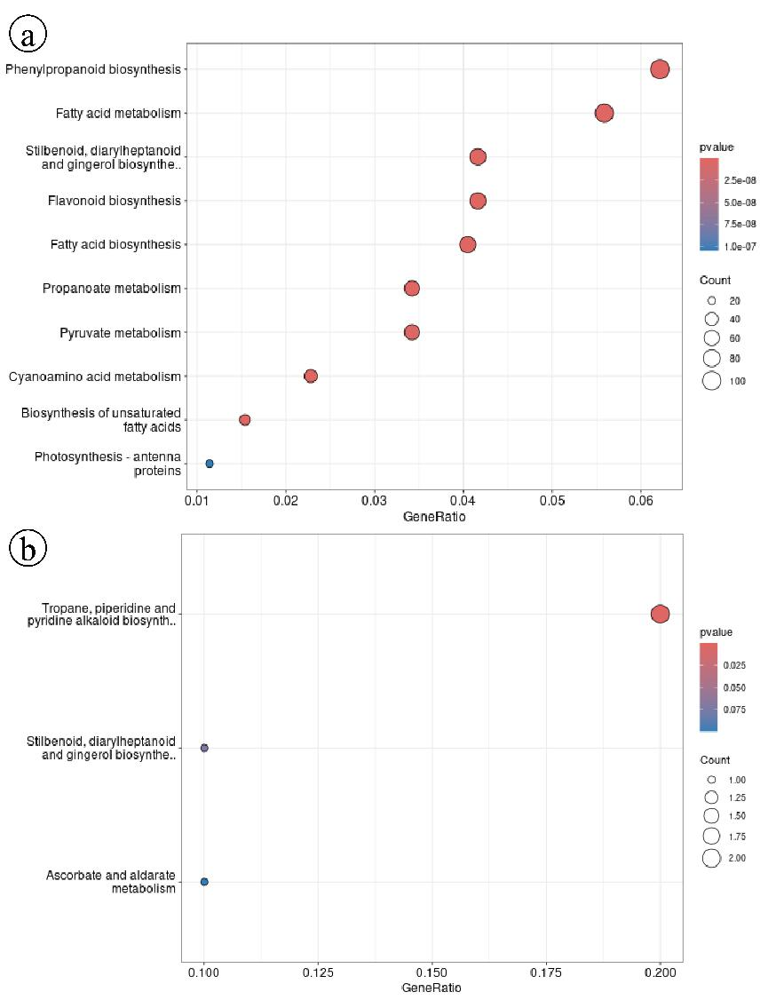 a
Phenylpropanoid biosynthesis
Fatty acid metabolism
Stilbenoid, diarylheptanoid
and gingerol biosynthe..
Flavonoid biosynthesis
Fatty acid biosynthesis
Propanoate metabolism
Pyruvate metabolism
Cyanoamino acid metabolism
Biosynthesis of unsaturated
fatty acids
Photosynthesis - antenna
proteins
0.01 0.02 0.03 0.04 0.05 0.06
GeneRatio
pvalue
2.5e-08
5.0e-08
7.5e-08
1.0e-07
Count
20
40
60
80
100
b
Tropane, piperidine and
pyridine alkaloid biosynth..
Stilbenoid, diarylheptanoid
and gingerol biosynthe..
Ascorbate and aldarate
metabolism
0.100 0.125 0.150 0.175 0.200
GeneRatio
pvalue
0.025
0.050
0.075
Count
1.00
1.25
1.50
1.75
2.00